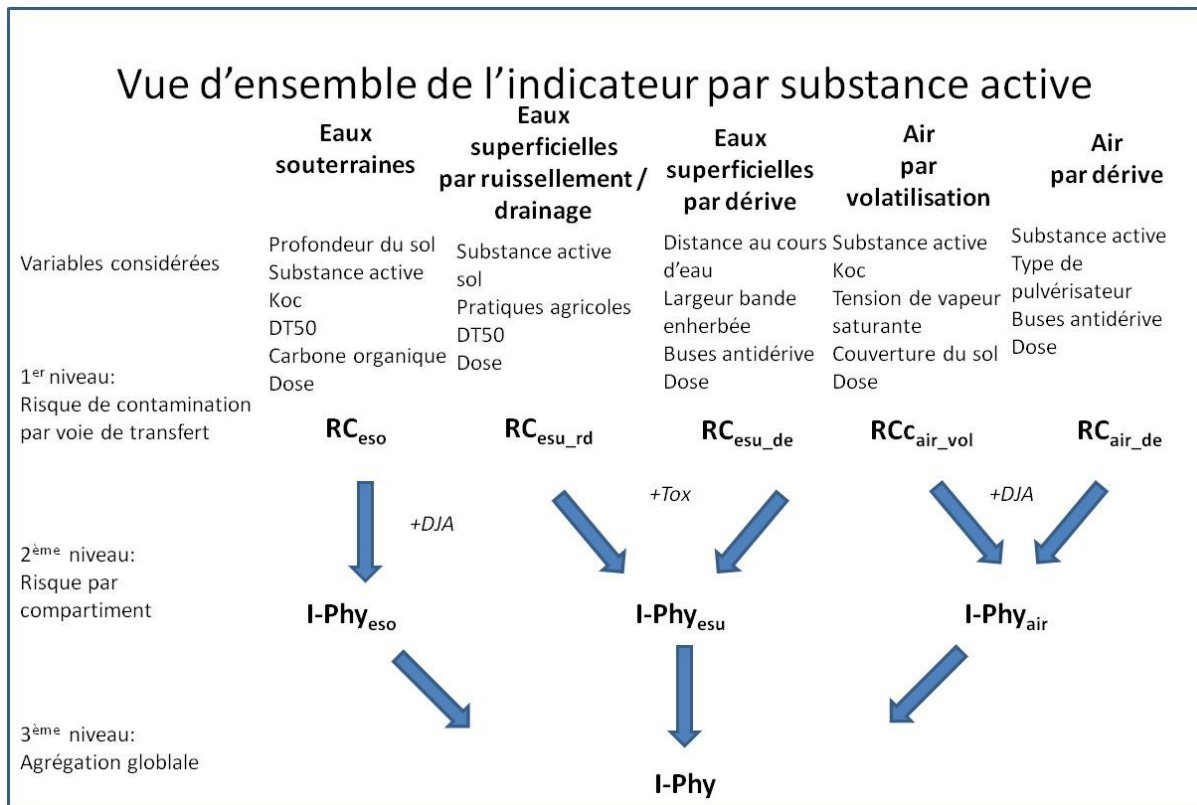 Vue d’ensemble de l’indicateur par substance active
Eaux
souterraines
Eaux
superficielles
par ruissellement /
drainage
Eaux
superficielles
par dérive
Air
par
volatilisation
Air
par dérive
Variables considérées
Profondeur du sol
Substance active
Koc
DT50
Carbone organique
Dose
Substance active
sol
Pratiques agricoles
DT50
Dose
Distance au cours
d’eau
Largeur bande
enherbée
Buses antidérive
Dose
Substance active
Koc
Tension de vapeur
saturante
Couverture du sol
Dose
Substance active
Type de
pulvérisateur
Buses antidérive
Dose
1er niveau:
Risque de contamination
par voie de transfert
RCeso
RCesu_rd
RCesu_de
RCcair_vol
RCair_de
+DJA
+Tox
+DJA
2ème niveau:
Risque par
compartiment
I-Phyeso
I-Phyesu
I-Phyair
3ème niveau:
Agrégation globlale
I-Phy